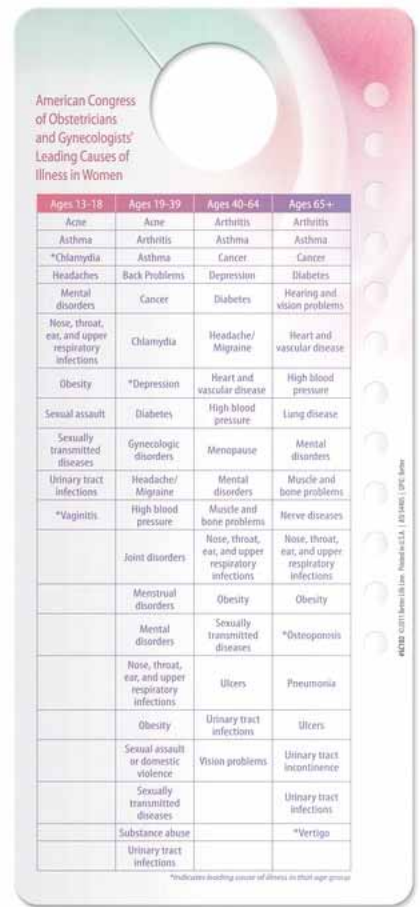 American Congress
of Obstetricians
and Gynecologists'
Leading Causes of
Illness in Women
Ages 13-18 Ages 19-39 Ages 40-64 Ages 65+
Acne Acne Arthritis Arthritis
Asthma Arthritis Asthma Asthma
*Chlamydia Asthma Cancer Cancer
Headaches Back Problems Depression Diabetes
Mental disorders Cancer Diabetes Hearing and vision problems
Nose, throat, ear, and upper respiratory infections Chlamydia Headache/ Migraine Heart and vascular disease
Obesity *Depression Heart and vascular disease High blood pressure
Sexual assault Diabetes High blood pressure Lung disease
Sexually transmitted diseases Gynecologic disorders Menopause Mental disorders
Urinary tract infections Headache/ Migraine Mental disorders Muscle and bone problems
*Vaginitis High blood pressure Muscle and bone problems Nerve diseases
Joint disorders Nose, throat, ear, and upper respiratory infections Nose, throat, ear, and upper respiratory infections
Menstrual disorders Obesity Obesity
Mental disorders Sexually transmitted diseases *Osteoporosis
Nose, throat, ear, and upper respiratory infections Ulcers Pneumonia
Obesity Urinary tract infections Ulcers
Sexual assault or domestic violence Vision problems Urinary tract incontinence
Sexually transmitted diseases Urinary tract infections
Substance abuse *Vertigo
Urinary tract infections
*Indicates leading cause of illness in that age group
©2011 Better Life Line Printed in U.S.A.